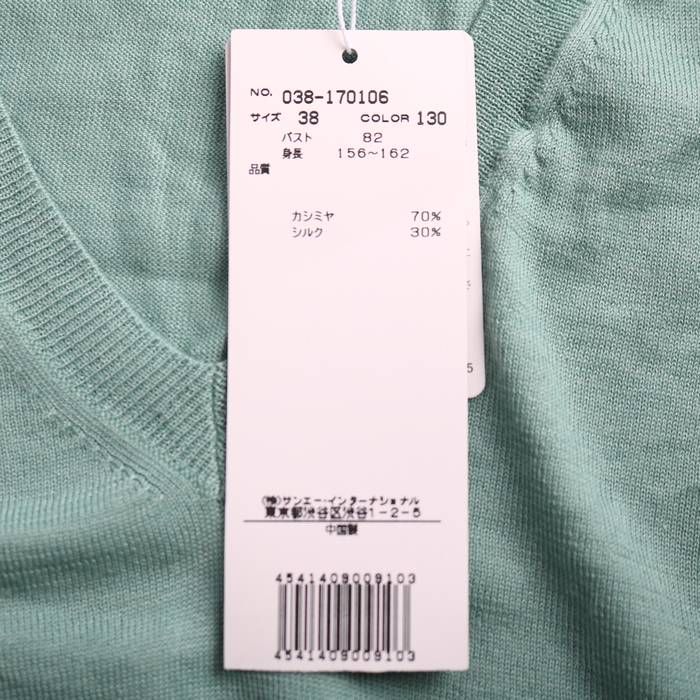 NO. 038-170106
サイズ 38 COLOR 130
バスト 82
身長 156~162
品質
カシミヤ 70%
シルク 30%
(株)サンエー・インターナショナル
東京都渋谷区渋谷1-2-5
中国製
4541409009103
4541409009103
5